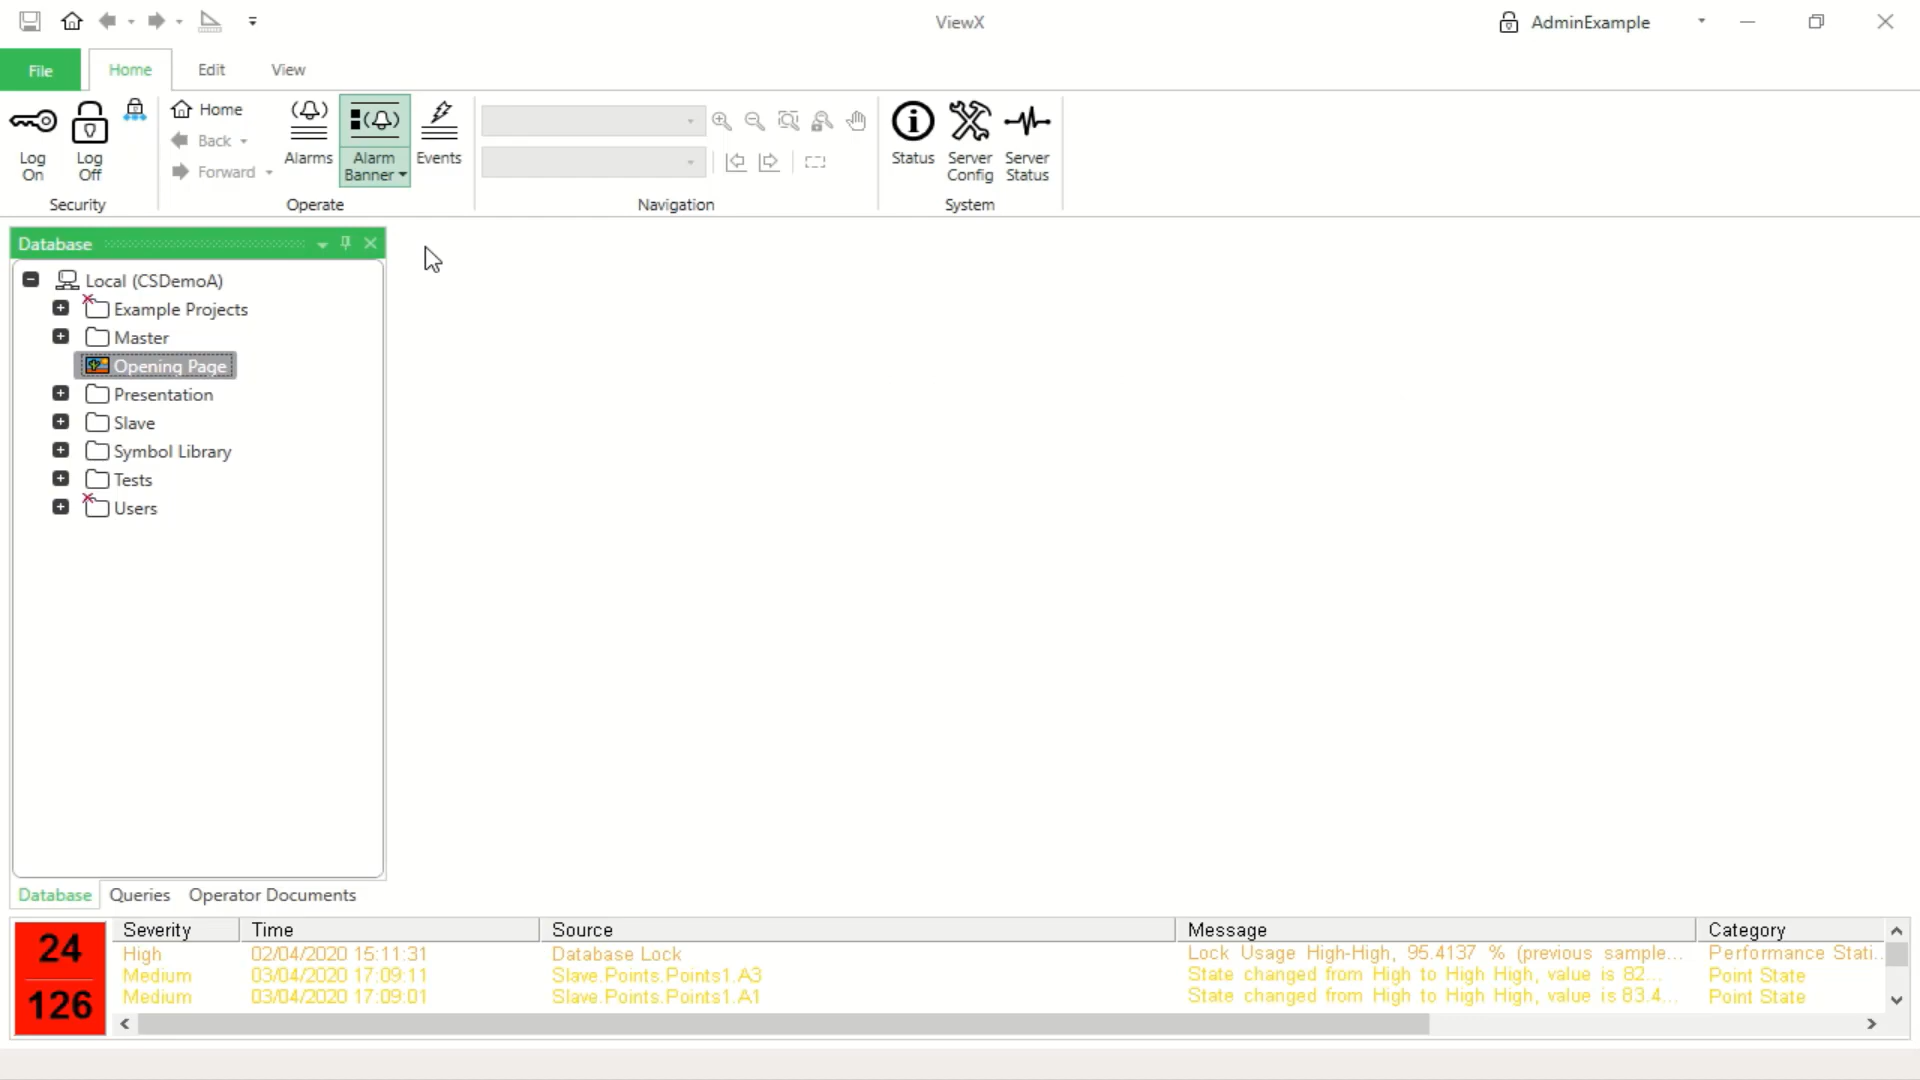 ViewX
AdminExample
File
Home
Edit
View
Log On
Log Off
Security
Home
Back
Forward
Alarms
Alarm Banner
Events
Operate
Navigation
Status
Server Config
Server Status
System
Database
Local (CSDemoA)
Example Projects
Master
Opening Page
Presentation
Slave
Symbol Library
Tests
Users
Database Queries Operator Documents
24
126
Severity Time Source Message Category
High 02/04/2020 15:11:31 Database Lock Lock Usage High-High, 95.4137 % (previous sample... Performance Stati..
Medium 03/04/2020 17:09:11 Slave.Points.Points1.A3 State changed from High to High High, value is 82... Point State
Medium 03/04/2020 17:09:01 Slave.Points.Points1.A1 State changed from High to High High, value is 83.4... Point State